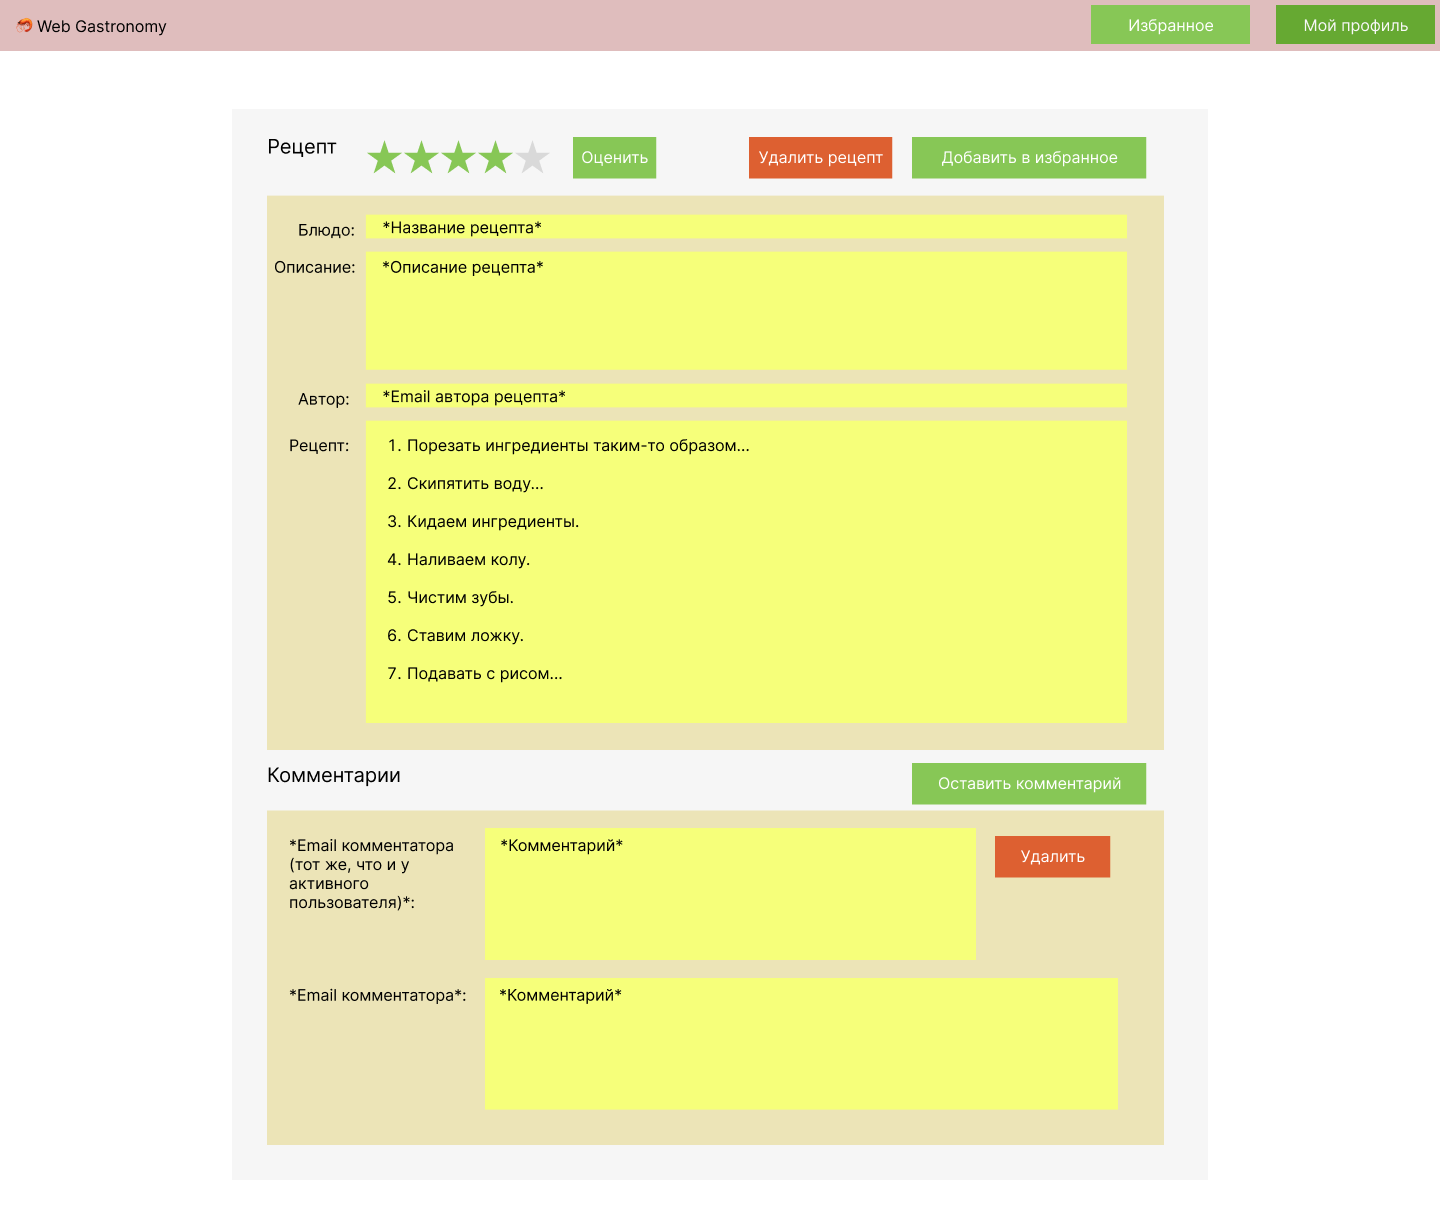 Web Gastronomy
Избранное
Мой профиль
Рецепт
Оценить
Удалить рецепт
Добавить в избранное
Блюдо:
*Название рецепта*
Описание:
*Описание рецепта*
Автор:
*Email автора рецепта*
Рецепт:
1. Порезать ингредиенты таким-то образом...
2. Скипятить воду...
3. Кидаем ингредиенты.
4. Наливаем колу.
5. Чистим зубы.
6. Ставим ложку.
7. Подавать с рисом...
Комментарии
Оставить комментарий
*Email комментатора
(тот же, что и у
активного
пользователя)*:
*Комментарий*
Удалить
*Email комментатора*:
*Комментарий*